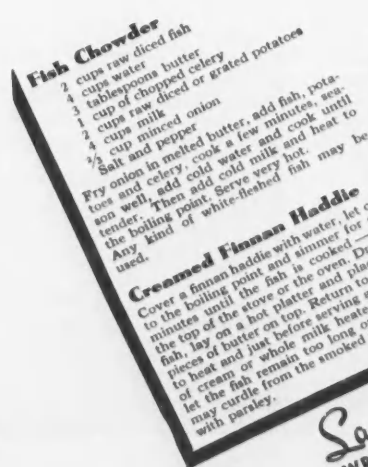 Fish Chowder
2 cups raw diced fish
4 cups water
3 tablespoons butter
1 cup of chopped celery
2 cups raw diced or grated potatoes
4 cups milk
⅔ cup minced onion
Salt and pepper
Fry onion in melted butter, add fish, pota-
toes and celery, cook a few minutes, sea-
son well, add cold water and cook until
tender. Then add cold milk and heat to
the boiling point. Serve very hot.
Any kind of white-fleshed fish may be
used.
Creamed Finnan Haddie
Cover a finnan haddie with water, let
to the boiling point and simmer for
minutes until the fish is cooked —
the top of the stove or the oven.
fish, lay on a hot platter and
pieces of butter on top. Return to
to heat and just before serving
of cream or whole milk
let the fish remain too long
may curdle from the smoked
with parsley.